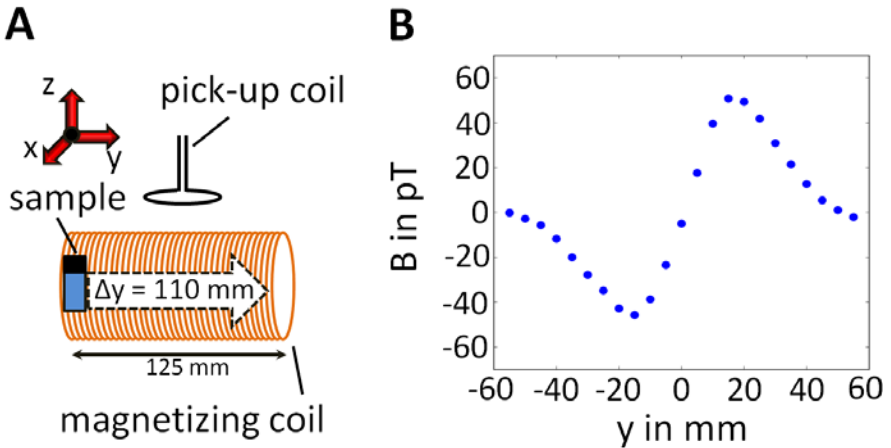 A
z
x
y
pick-up coil
sample
Δy = 110 mm
125 mm
magnetizing coil
B
60
40
20
0
-20
-40
-60
B in pT
-60
-40
-20
0
20
40
60
y in mm